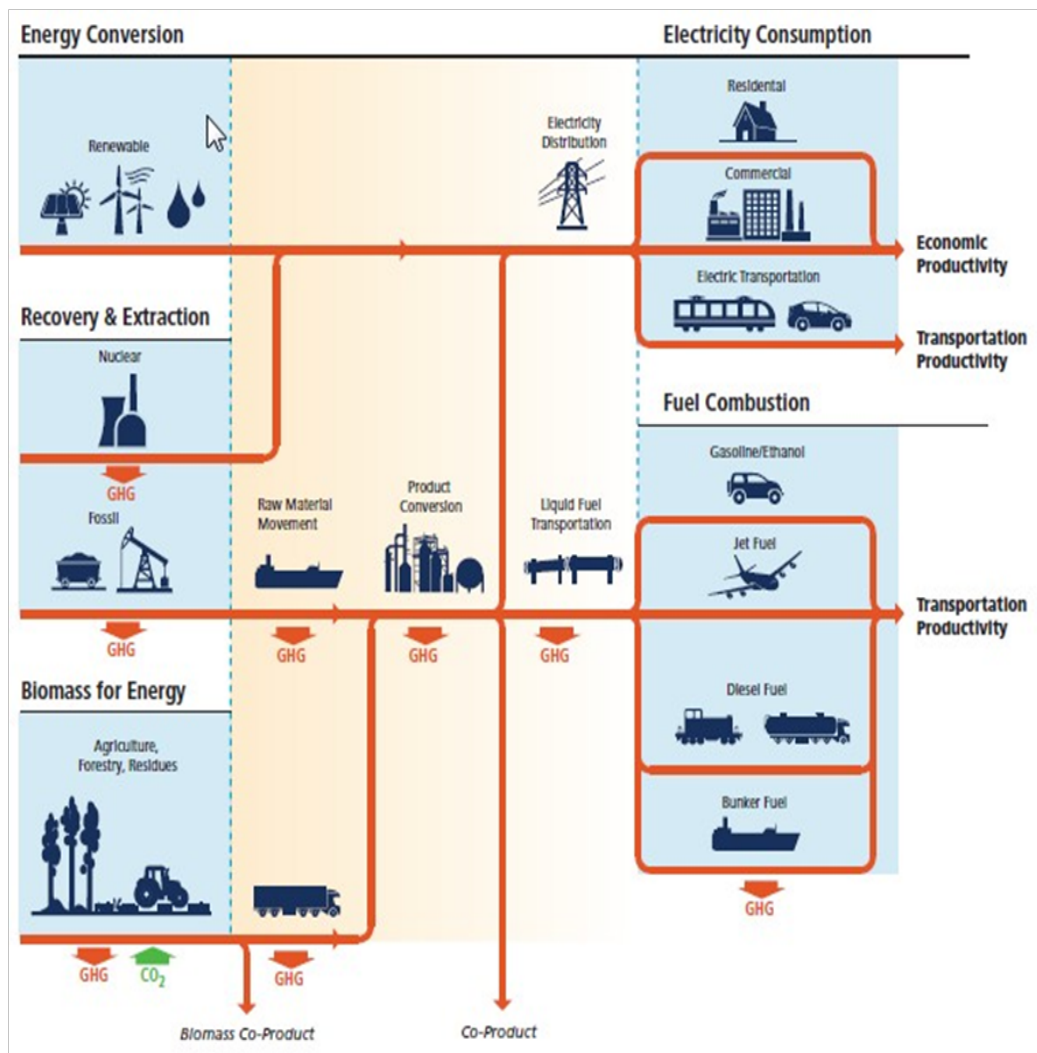 Energy Conversion
Electricity Consumption
Residental
Renewable
Electricity
Distribution
Commercial
Economic
Productivity
Electric Transportation
Recovery & Extraction
Transportation
Productivity
Nuclear
Fuel Combustion
Gasoline/Ethanol
GHG
Fossil
Raw Material
Movement
Product
Conversion
Liquid Fuel
Transportation
Jet Fuel
Transportation
Productivity
GHG
GHG
GHG
GHG
Biomass for Energy
Diesel Fuel
Agriculture,
Forestry, Residues
Bunker Fuel
GHG
GHG
CO₂
GHG
Biomass Co-Product
Co-Product